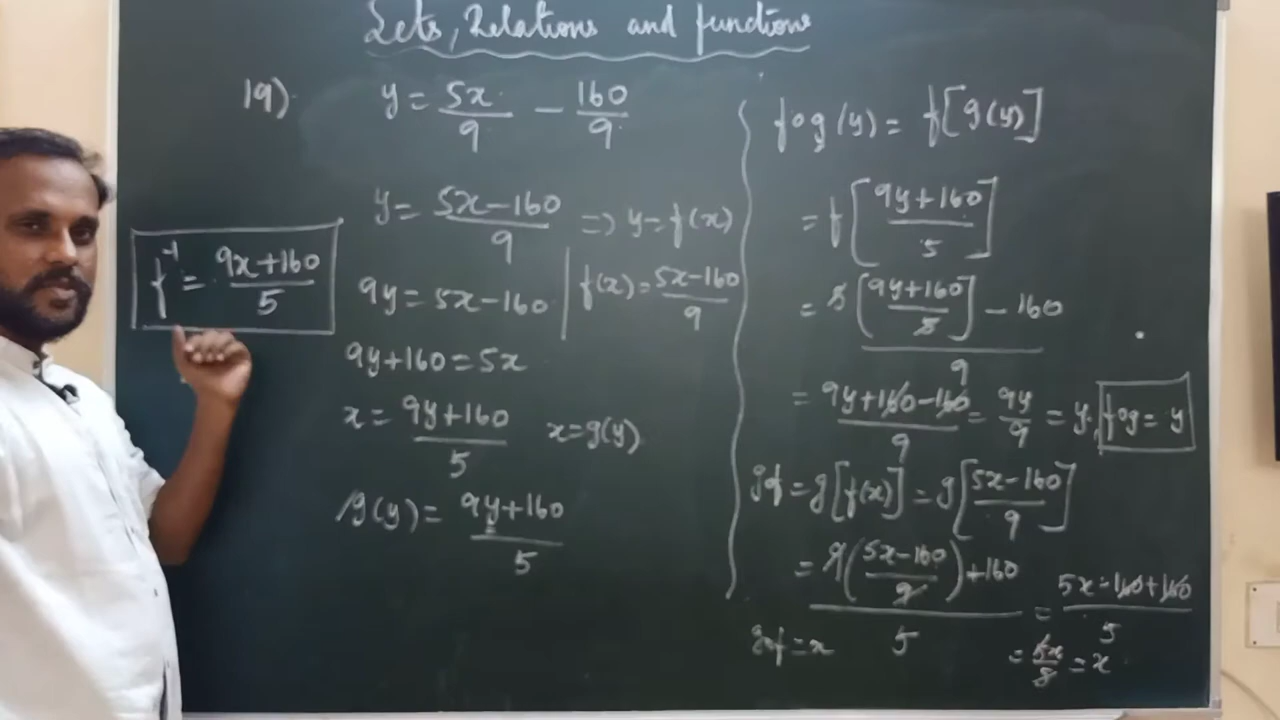 Sets, Relations and functions
19) y = 5x/9 − 160/9
y = (5x−160)/9 => y = f(x)
9y = 5x−160 | f(x) = (5x−160)/9
9y+160 = 5x
x = (9y+160)/5 x = g(y)
g(y) = (9y+160)/5
f⁻¹ = (9x+160)/5
fog(y) = f[g(y)]
= f[(9y+160)/5]
= (5[(9y+160)/5] − 160)/9
= (9y+160−160)/9 = 9y/9 = y, fog = y
gof = g[f(x)] = g[(5x−160)/9]
= (9((5x−160)/9)+160)/5 = (5x−160+160)/5
gof = x
= 5x/5 = x